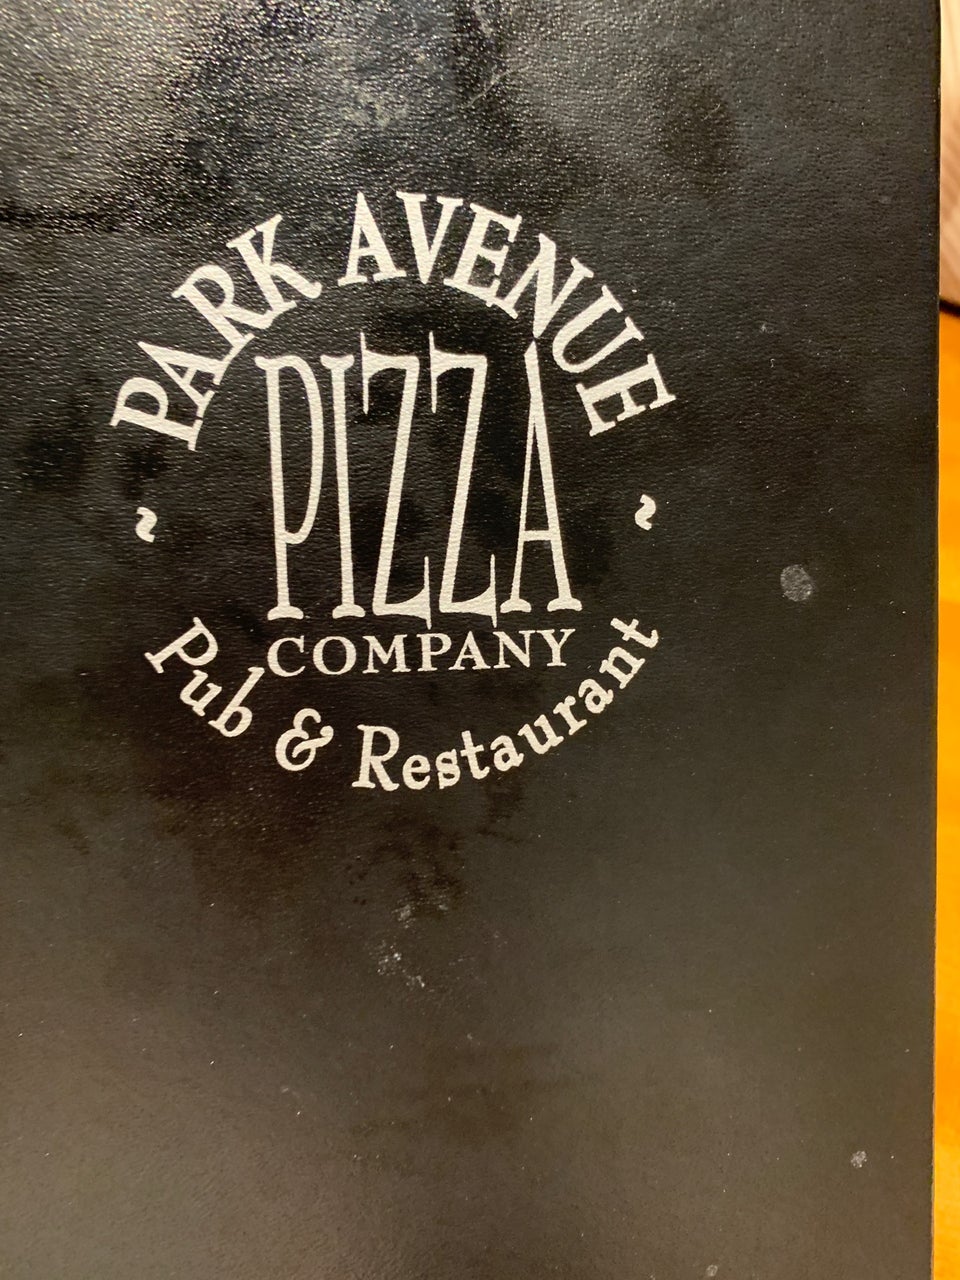 PARK AVENUE
PIZZA
COMPANY
~ ~
Pub & Restaurant